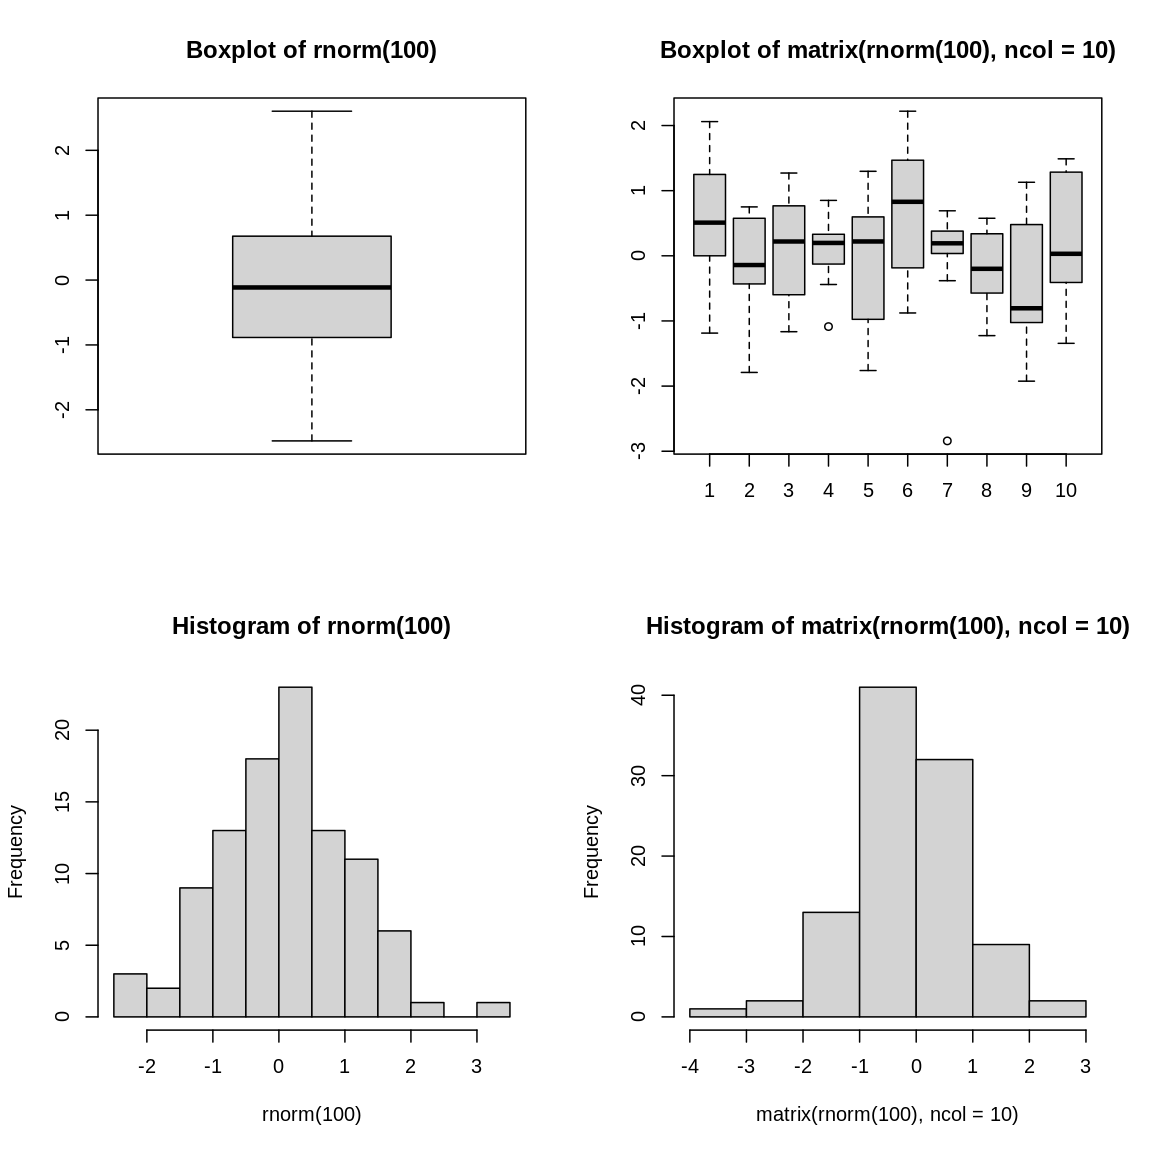 Boxplot of rnorm(100)
2
1
0
-1
-2
Boxplot of matrix(rnorm(100), ncol = 10)
2
1
0
-1
-2
-3
1 2 3 4 5 6 7 8 9 10
Histogram of rnorm(100)
Frequency
20
15
10
5
0
-2 -1 0 1 2 3
rnorm(100)
Histogram of matrix(rnorm(100), ncol = 10)
Frequency
40
30
20
10
0
-4 -3 -2 -1 0 1 2 3
matrix(rnorm(100), ncol = 10)